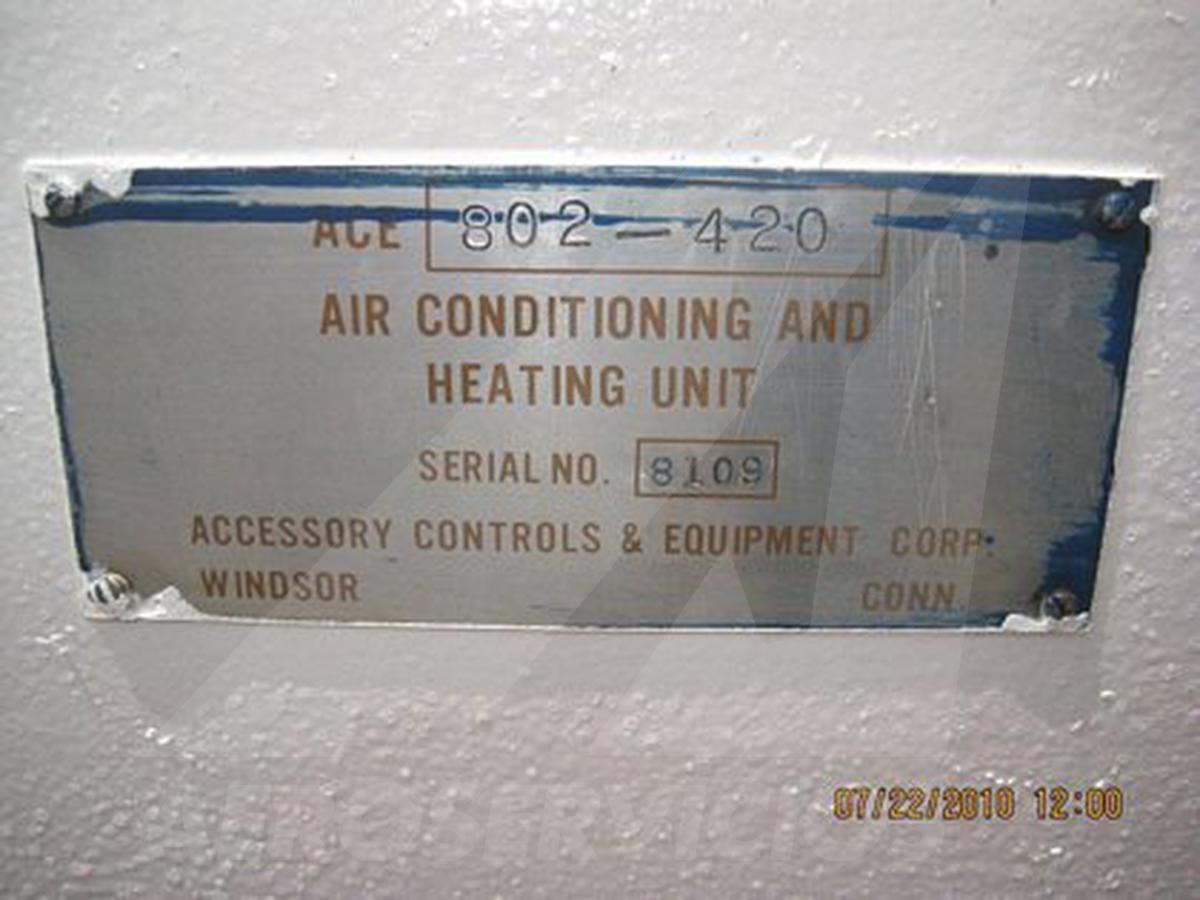 ACE 802-420
AIR CONDITIONING AND
HEATING UNIT
SERIAL NO. 8109
ACCESSORY CONTROLS & EQUIPMENT CORP.
WINDSOR CONN.
07/22/2010 12:00